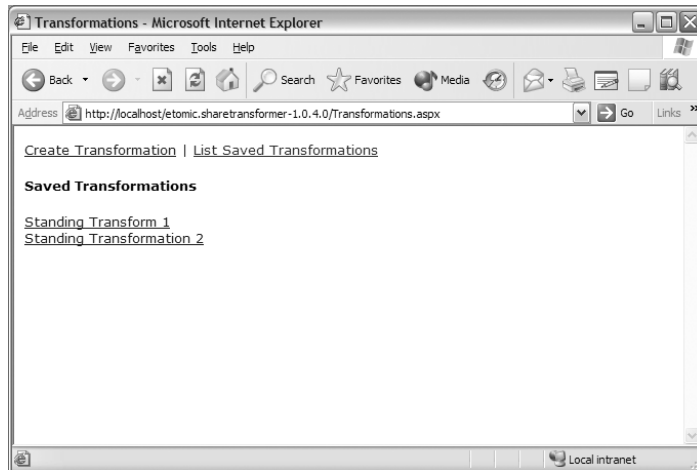 Transformations - Microsoft Internet Explorer
File Edit View Favorites Tools Help
Back Search Favorites Media
Address http://localhost/etomic.sharetransformer-1.0.4.0/Transformations.aspx Go Links »
Create Transformation | List Saved Transformations
Saved Transformations
Standing Transform 1
Standing Transformation 2
Local intranet